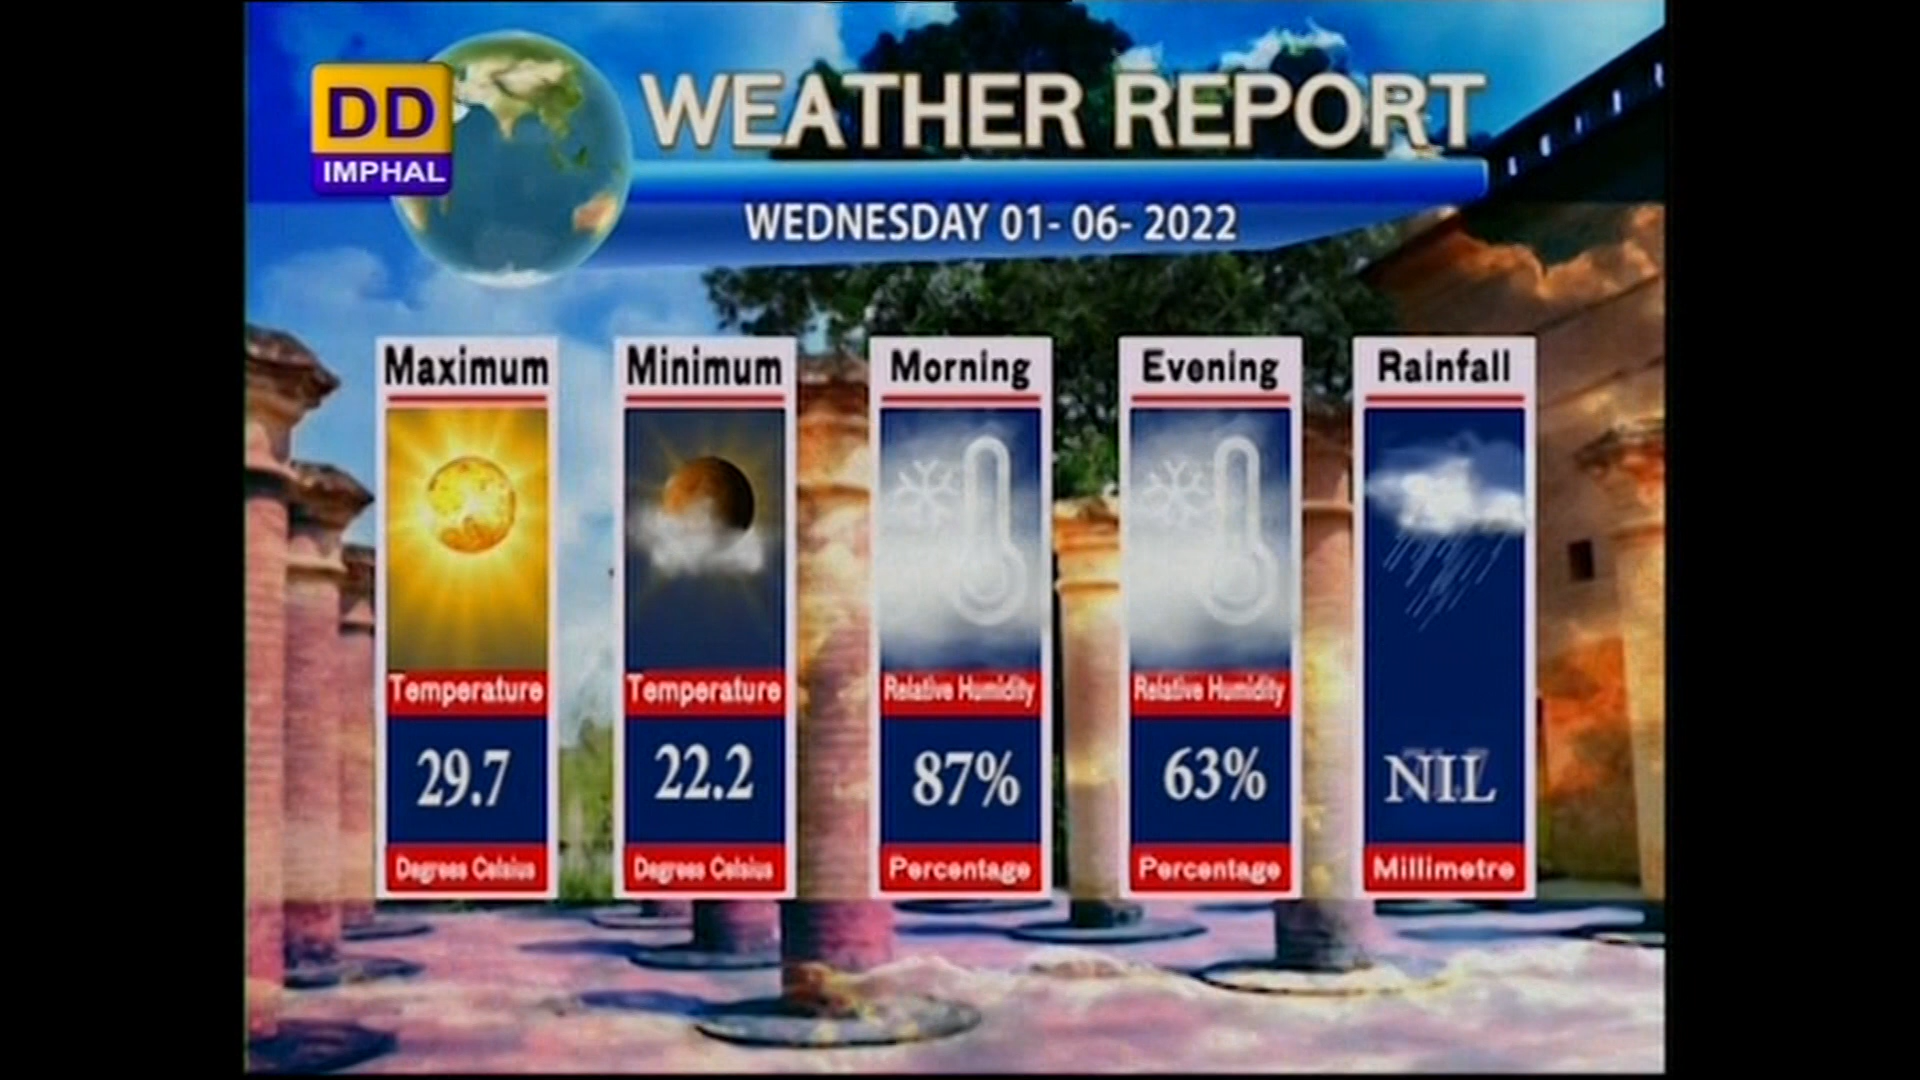 DD
IMPHAL
WEATHER REPORT
WEDNESDAY 01- 06- 2022
Maximum
Temperature
29.7
Degrees Celsius
Minimum
Temperature
22.2
Degrees Celsius
Morning
Relative Humidity
87%
Percentage
Evening
Relative Humidity
63%
Percentage
Rainfall
NIL
Millimetre